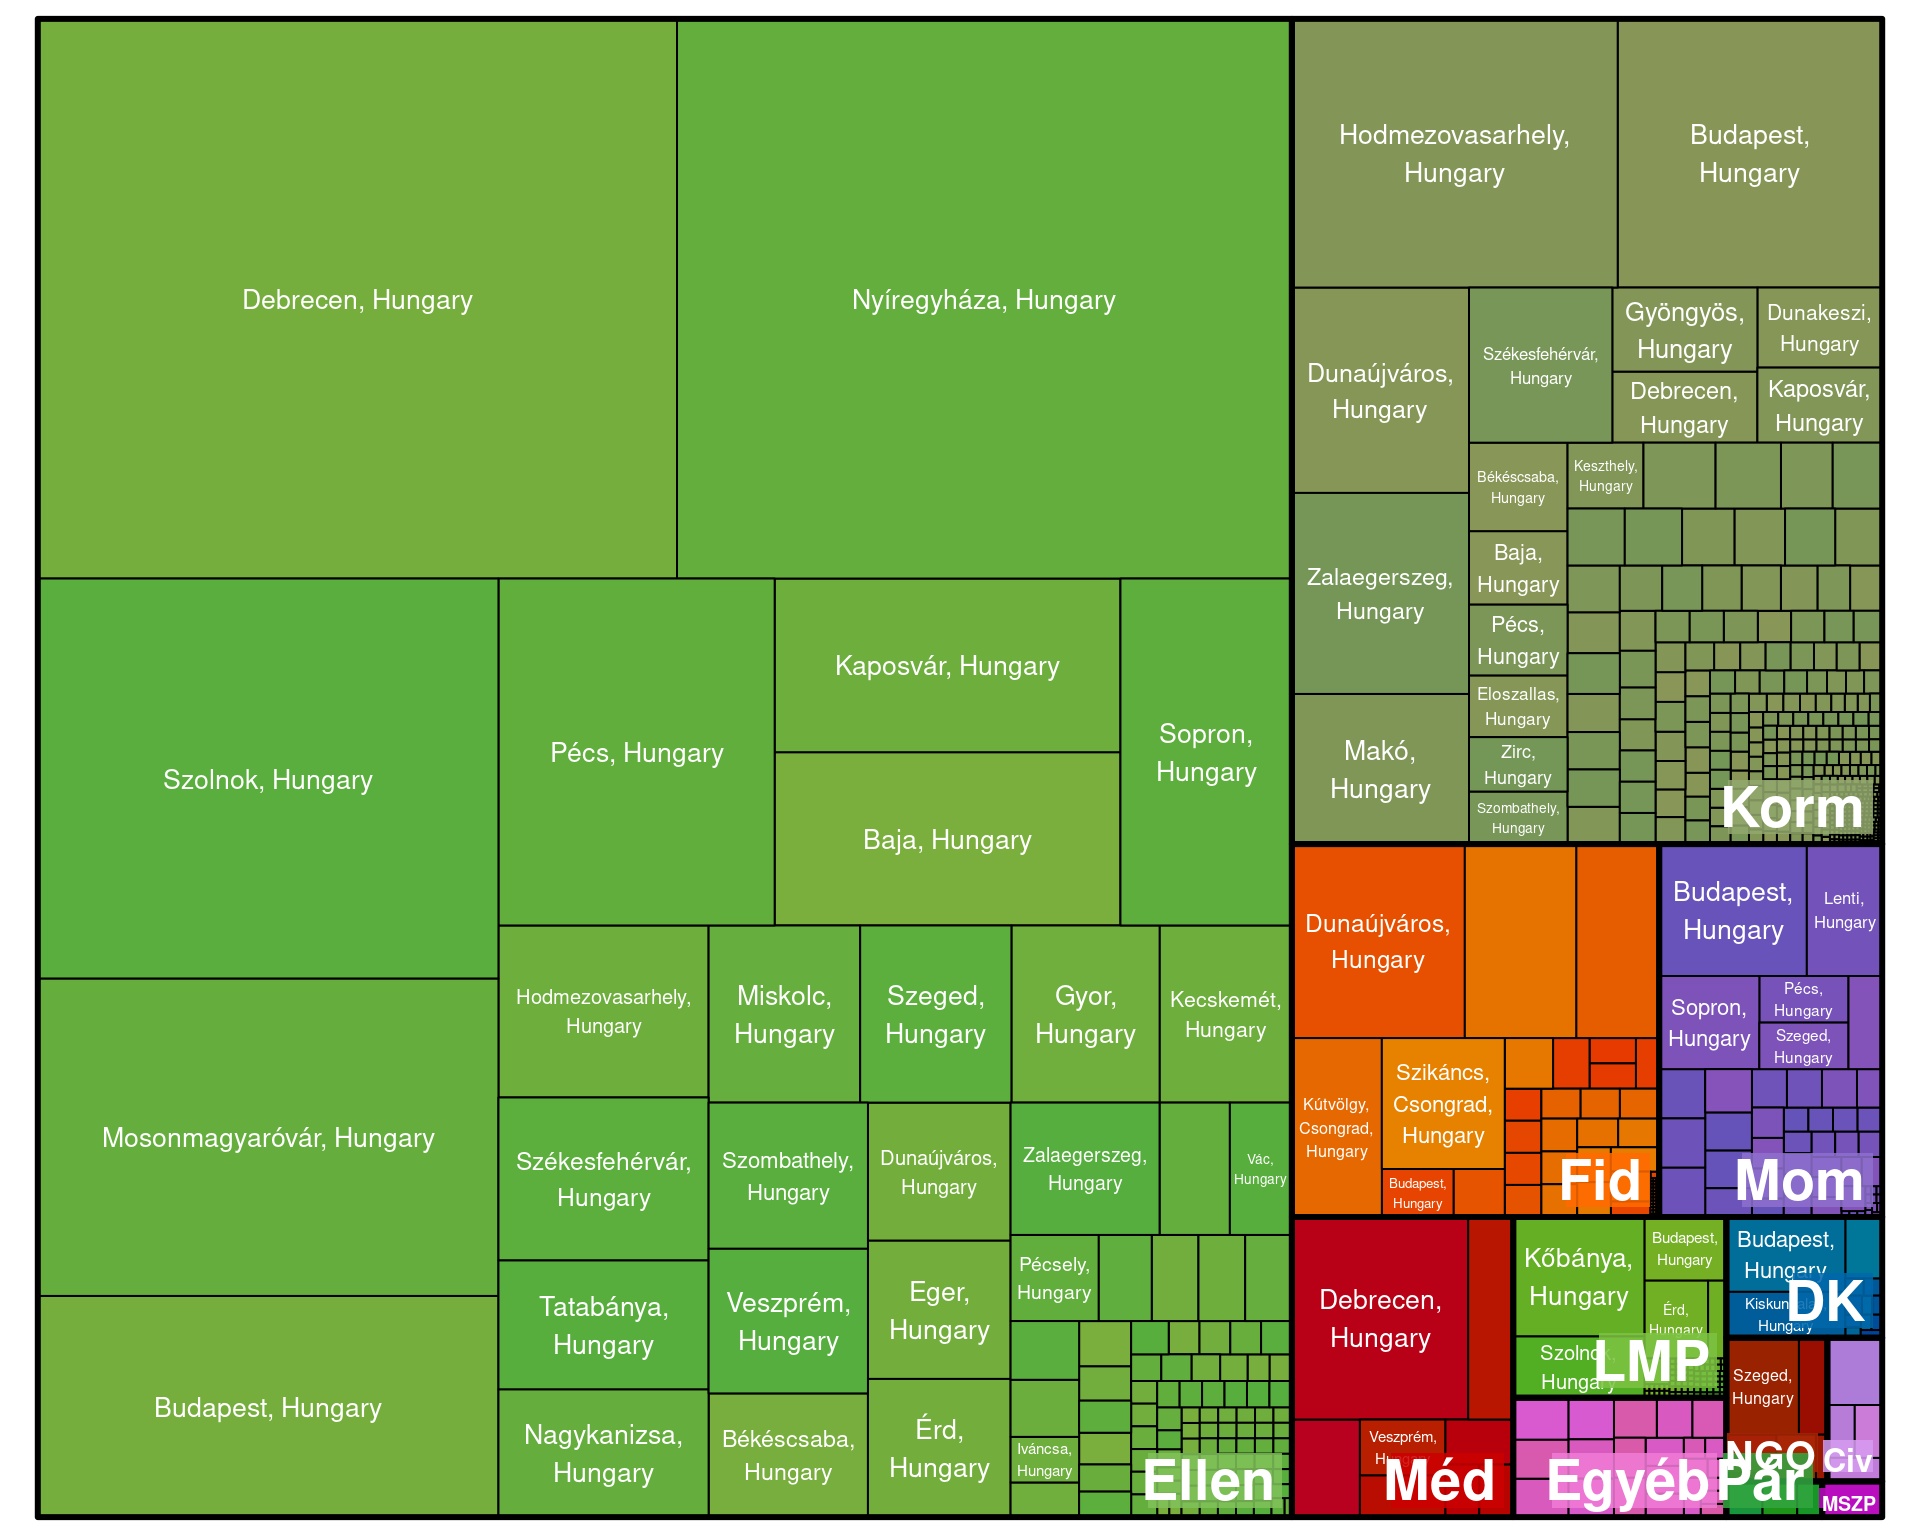 Debrecen, Hungary
Nyíregyháza, Hungary
Szolnok, Hungary
Pécs, Hungary
Kaposvár, Hungary
Baja, Hungary
Sopron,
Hungary
Mosonmagyaróvár, Hungary
Budapest, Hungary
Hodmezovasarhely,
Hungary
Miskolc,
Hungary
Szeged,
Hungary
Gyor,
Hungary
Kecskemét,
Hungary
Székesfehérvár,
Hungary
Tatabánya,
Hungary
Nagykanizsa,
Hungary
Szombathely,
Hungary
Veszprém,
Hungary
Békéscsaba,
Hungary
Dunaújváros,
Hungary
Eger,
Hungary
Érd,
Hungary
Zalaegerszeg,
Hungary
Vác,
Hungary
Pécsely,
Hungary
Iváncsa,
Hungary
Ellen
Hodmezovasarhely,
Hungary
Budapest,
Hungary
Dunaújváros,
Hungary
Zalaegerszeg,
Hungary
Makó,
Hungary
Székesfehérvár,
Hungary
Gyöngyös,
Hungary
Dunakeszi,
Hungary
Debrecen,
Hungary
Kaposvár,
Hungary
Békéscsaba,
Hungary
Keszthely,
Hungary
Baja,
Hungary
Pécs,
Hungary
Eloszallas,
Hungary
Zirc,
Hungary
Szombathely,
Hungary
Korm
Dunaújváros,
Hungary
Kútvölgy,
Csongrad,
Hungary
Szikáncs,
Csongrad,
Hungary
Budapest,
Hungary
Fid
Budapest,
Hungary
Lenti,
Hungary
Sopron,
Hungary
Pécs,
Hungary
Szeged,
Hungary
Mom
Debrecen,
Hungary
Veszprém,
Méd
Kőbánya,
Hungary
Budapest,
Hungary
Érd,
Hungary
Szolnok,
Hungary
LMP
Budapest,
Hungary
Hungary
DK
Szeged,
Hungary
NGO
Civ
Egyéb
Pár
MSZP